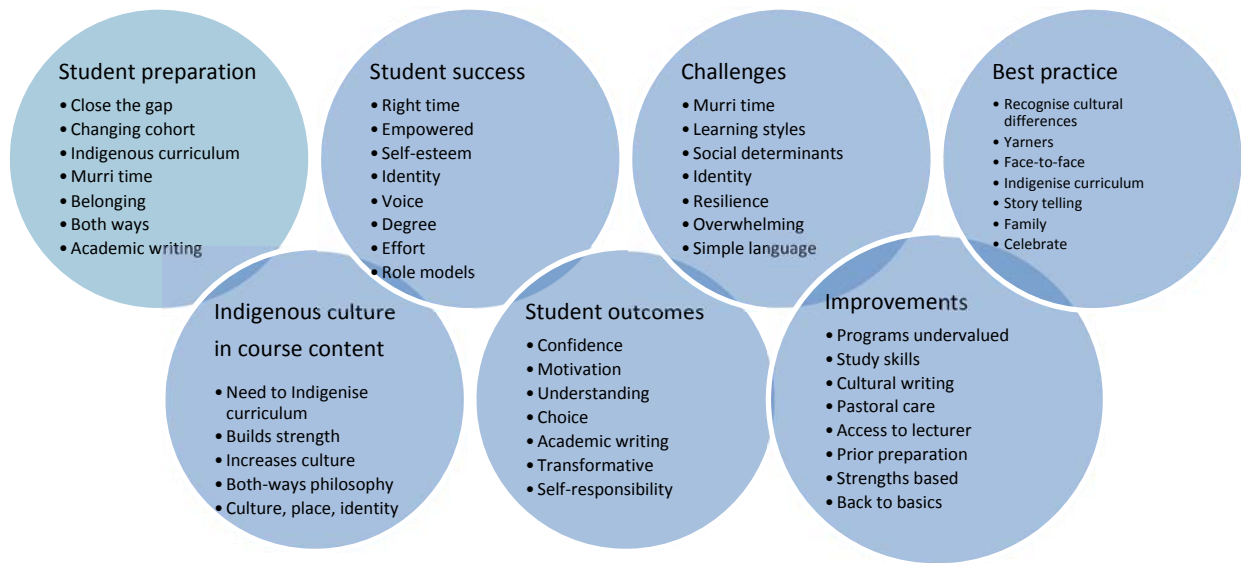 Student preparation
• Close the gap
• Changing cohort
• Indigenous curriculum
• Murri time
• Belonging
• Both ways
• Academic writing
Student success
• Right time
• Empowered
• Self-esteem
• Identity
• Voice
• Degree
• Effort
• Role models
Challenges
• Murri time
• Learning styles
• Social determinants
• Identity
• Resilience
• Overwhelming
• Simple language
Best practice
• Recognise cultural
differences
• Yarners
• Face-to-face
• Indigenise curriculum
• Story telling
• Family
• Celebrate
Indigenous culture
in course content
• Need to Indigenise
curriculum
• Builds strength
• Increases culture
• Both-ways philosophy
• Culture, place, identity
Student outcomes
• Confidence
• Motivation
• Understanding
• Choice
• Academic writing
• Transformative
• Self-responsibility
Improvements
• Programs undervalued
• Study skills
• Cultural writing
• Pastoral care
• Access to lecturer
• Prior preparation
• Strengths based
• Back to basics